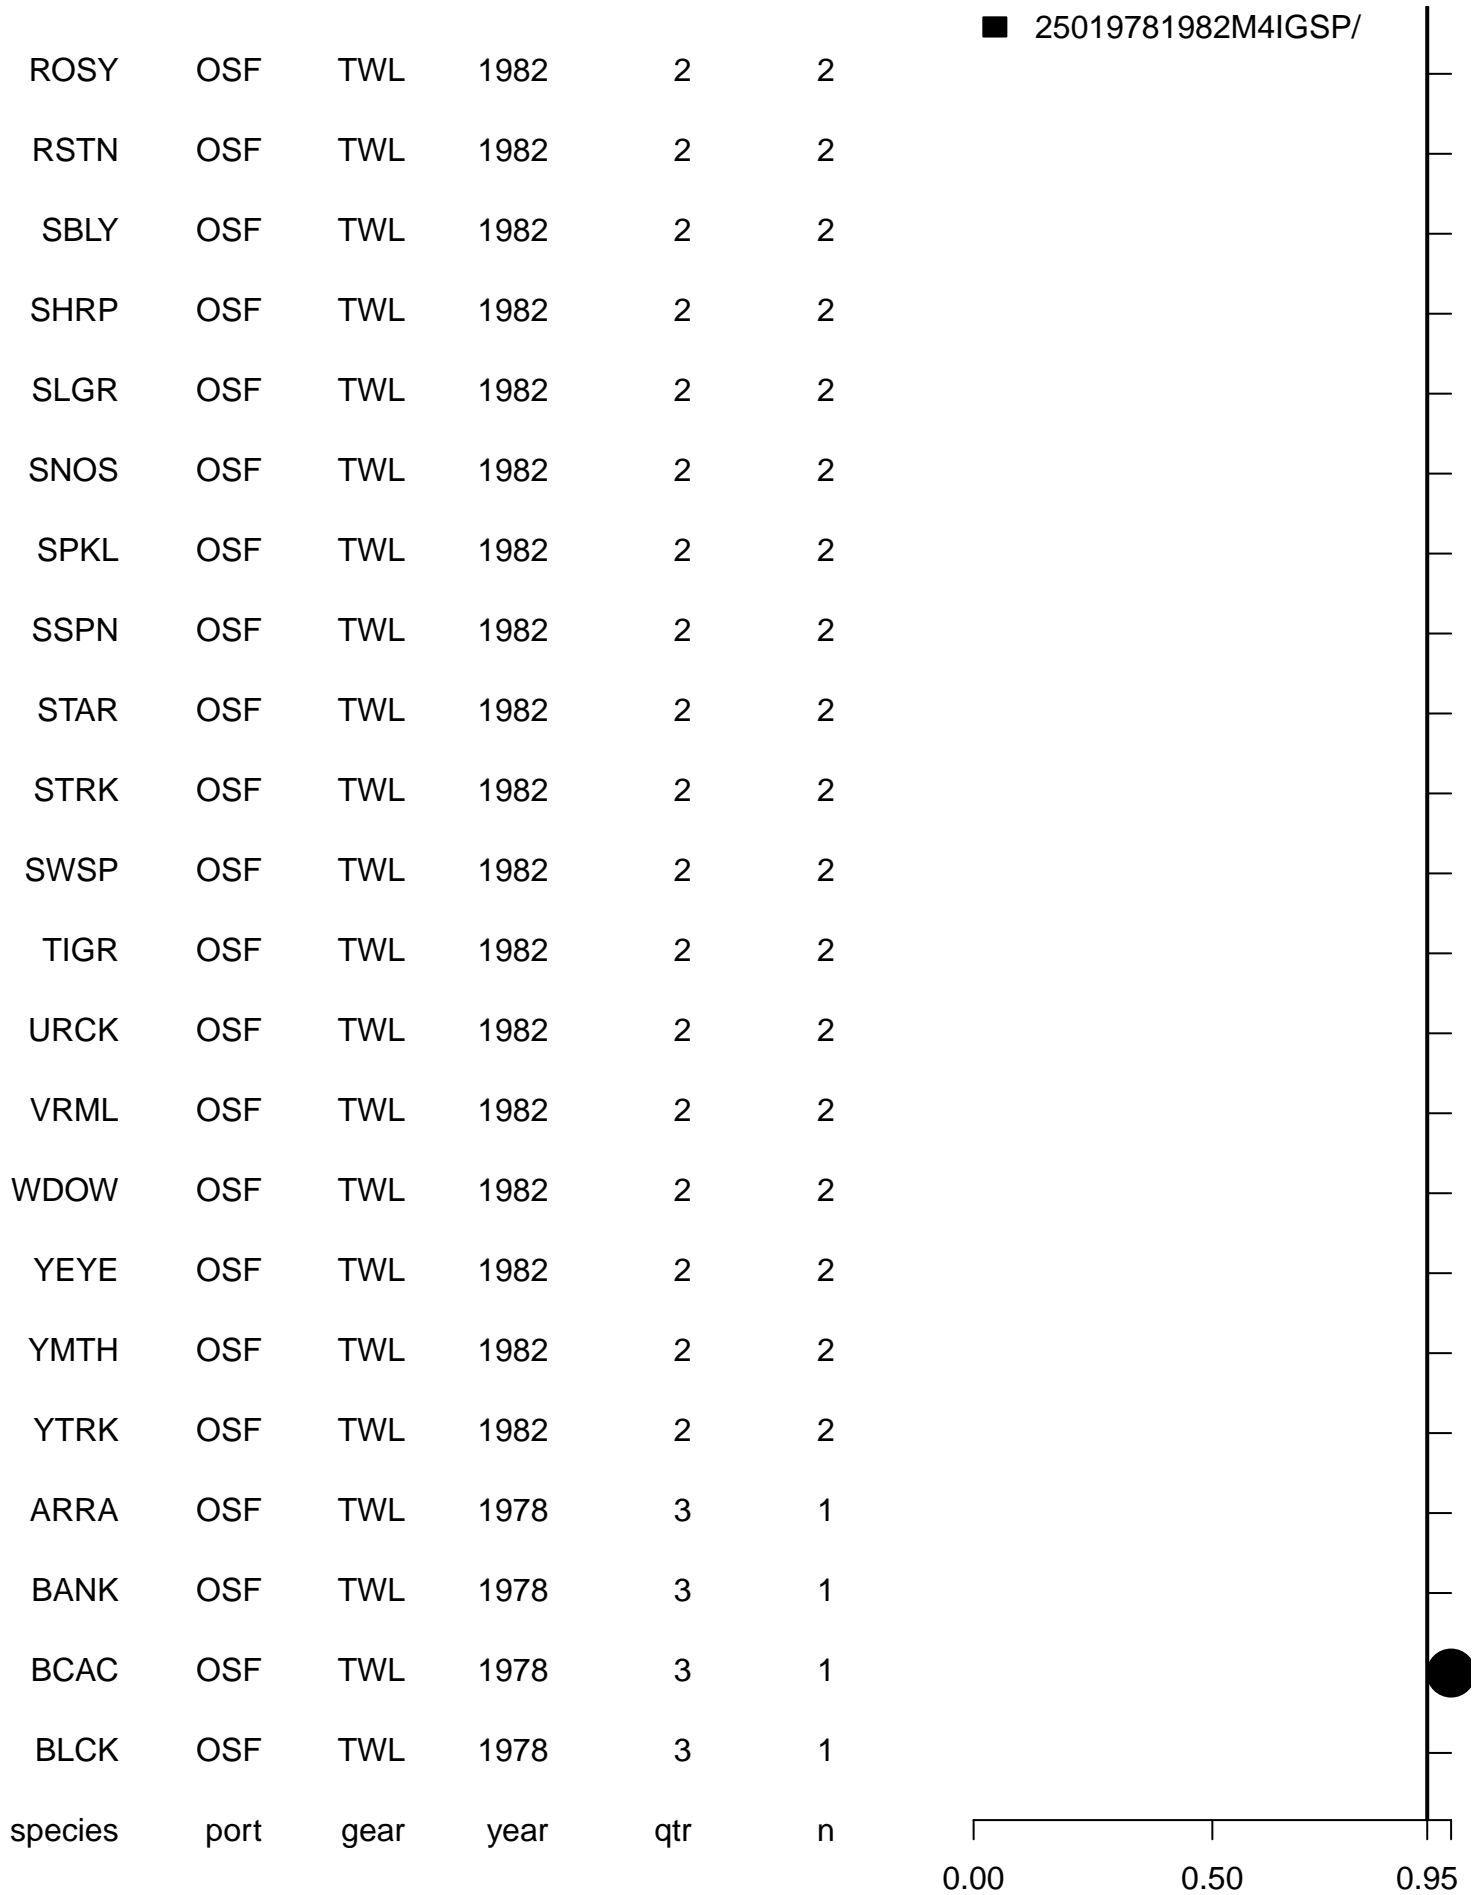 25019781982M4IGSP/
ROSY OSF TWL 1982 2 2
RSTN OSF TWL 1982 2 2
SBLY OSF TWL 1982 2 2
SHRP OSF TWL 1982 2 2
SLGR OSF TWL 1982 2 2
SNOS OSF TWL 1982 2 2
SPKL OSF TWL 1982 2 2
SSPN OSF TWL 1982 2 2
STAR OSF TWL 1982 2 2
STRK OSF TWL 1982 2 2
SWSP OSF TWL 1982 2 2
TIGR OSF TWL 1982 2 2
URCK OSF TWL 1982 2 2
VRML OSF TWL 1982 2 2
WDOW OSF TWL 1982 2 2
YEYE OSF TWL 1982 2 2
YMTH OSF TWL 1982 2 2
YTRK OSF TWL 1982 2 2
ARRA OSF TWL 1978 3 1
BANK OSF TWL 1978 3 1
BCAC OSF TWL 1978 3 1
BLCK OSF TWL 1978 3 1
species port gear year qtr n
0.00 0.50 0.95